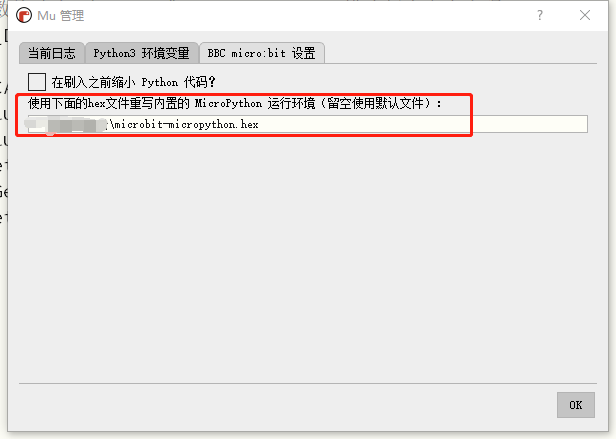 Mu 管理
当前日志 Python3 环境变量 BBC micro:bit 设置
在刷入之前缩小 Python 代码?
使用下面的hex文件重写内置的 MicroPython 运行环境(留空使用默认文件):
\microbit-micropython.hex
OK